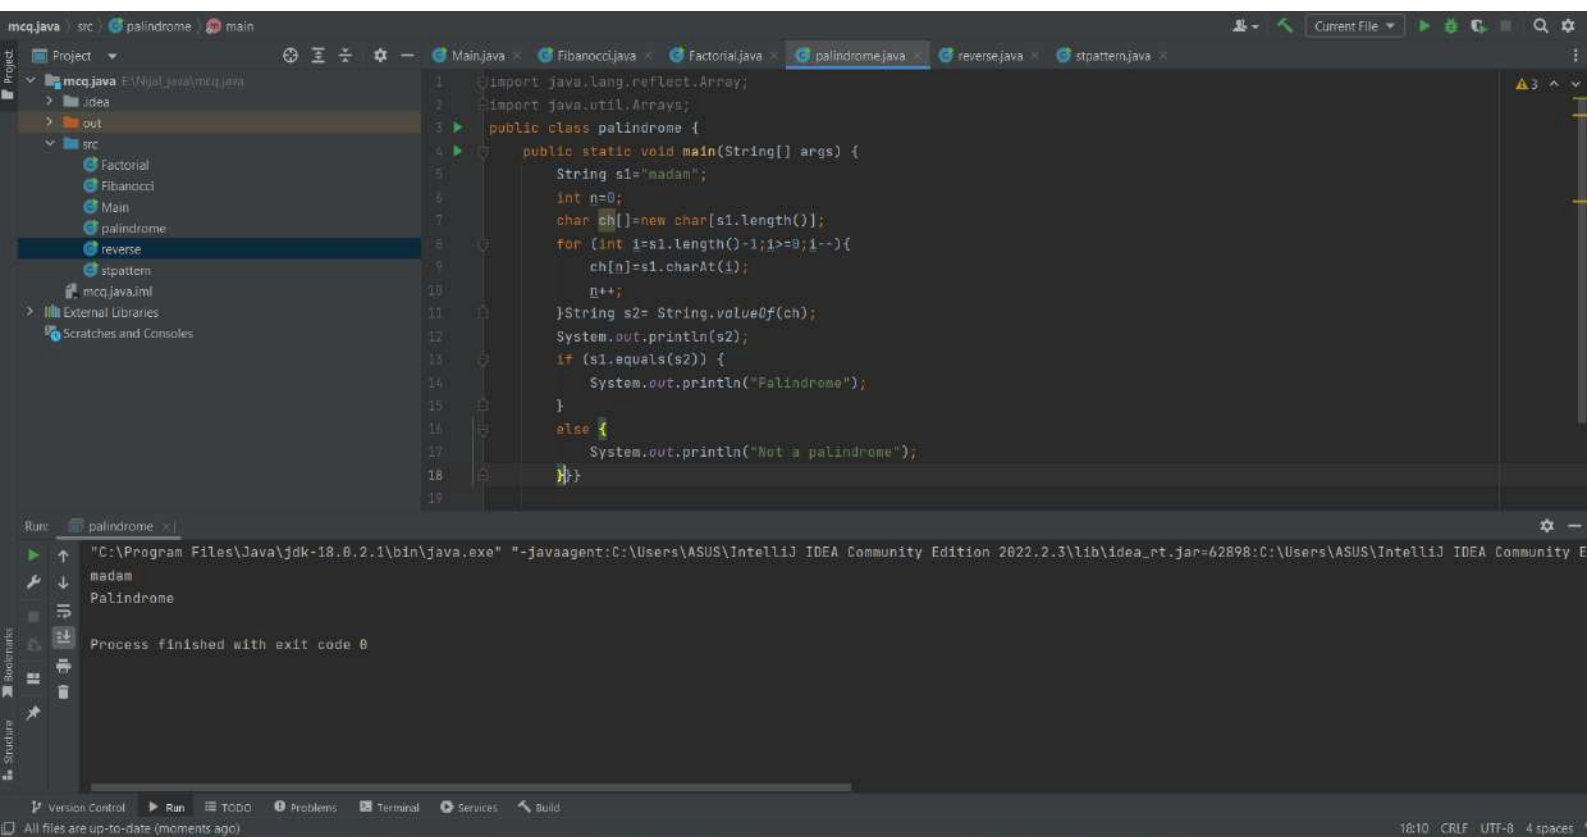 mcq.java src palindrome main
Current File
Project
Main.java Fibanocci.java Factorial.java palindrome.java reverse.java stpattern.java
Project
mcq.java E:\Nijal_java\mcq.java
.idea
out
src
Factorial
Fibanocci
Main
palindrome
reverse
stpattern
mcq.java.iml
External Libraries
Scratches and Consoles
1 import java.lang.reflect.Array;
2 import java.util.Arrays;
3 public class palindrome {
4 public static void main(String[] args) {
5 String s1="madam";
6 int n=0;
7 char ch[]=new char[s1.length()];
8 for (int i=s1.length()-1;i>=0;i--){
9 ch[n]=s1.charAt(i);
10 n++;
11 }String s2= String.valueOf(ch);
12 System.out.println(s2);
13 if (s1.equals(s2)) {
14 System.out.println("Palindrome");
15 }
16 else {
17 System.out.println("Not a palindrome");
18 }}}
19
3
Run: palindrome
"C:\Program Files\Java\jdk-18.0.2.1\bin\java.exe" "-javaagent:C:\Users\ASUS\IntelliJ IDEA Community Edition 2022.2.3\lib\idea_rt.jar=62898:C:\Users\ASUS\IntelliJ IDEA Community E
madam
Palindrome
Process finished with exit code 0
Bookmarks
Structure
Version Control Run TODO Problems Terminal Services Build
All files are up-to-date (moments ago)
18:10 CRLF UTF-8 4 spaces